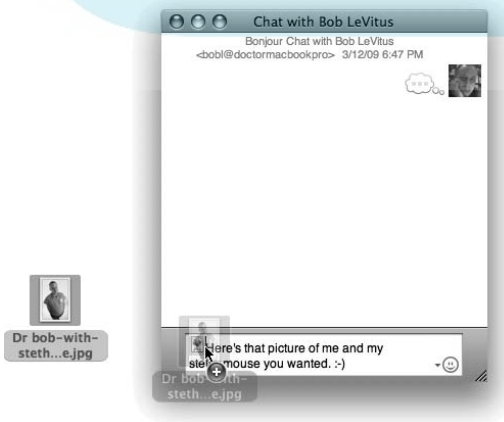 Chat with Bob LeVitus
Bonjour Chat with Bob LeVitus
<bobl@doctormacbookpro> 3/12/09 6:47 PM
Dr bob-with-
steth...e.jpg
Here's that picture of me and my
mouse you wanted. :-)
Dr bob-with-
steth...e.jpg